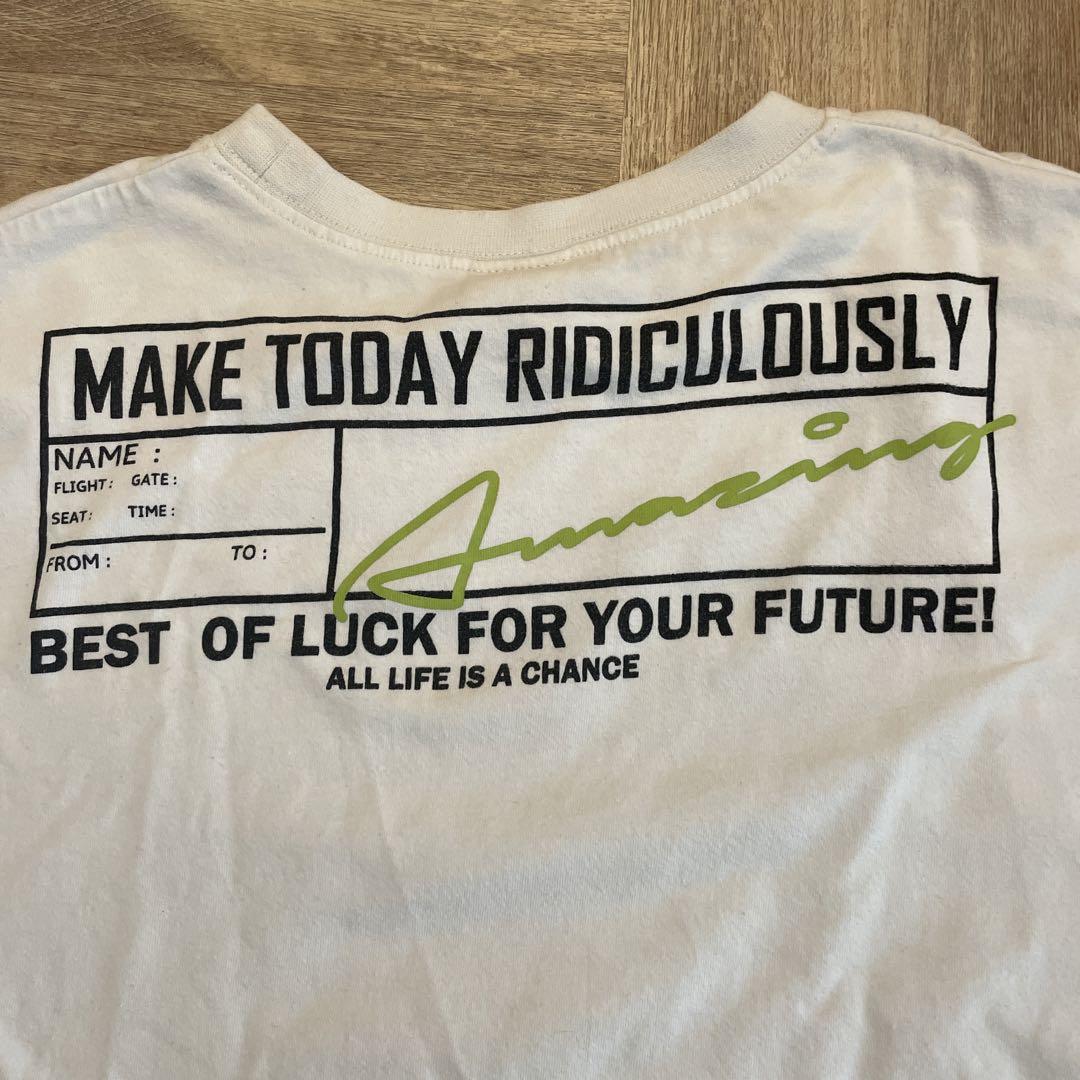 MAKE TODAY RIDICULOUSLY
Amazing
NAME :
FLIGHT: GATE :
SEAT: TIME :
FROM : TO :
BEST OF LUCK FOR YOUR FUTURE!
ALL LIFE IS A CHANCE